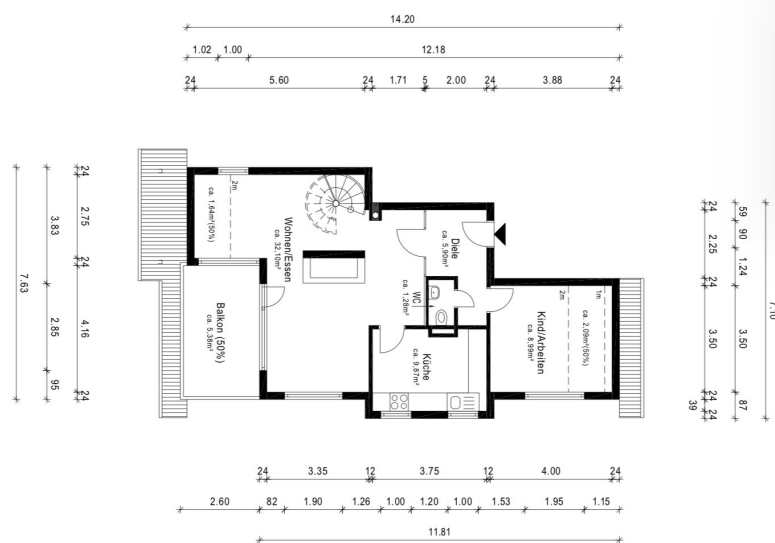 14.20
1.02 1.00 12.18
24 5.60 24 1.71 5 2.00 24 3.88 24
7.63
3.83 2.85 95
24 2.75 24 4.16 24
2m
ca. 1,64m²(50%)
Wohnen/Essen
ca. 32,10m²
Balkon (50%)
ca. 5,38m²
Diele
ca. 5,90m²
WC
ca. 1,28m²
Küche
ca. 9,87m²
Kind/Arbeiten
ca. 8,99m²
2m
1m
ca. 2,09m²(50%)
24 2.25 24 3.50 24 24
39
59 90 1.24 3.50 87
24 3.35 12 3.75 12 4.00 24
2.60 82 1.90 1.26 1.00 1.20 1.00 1.53 1.95 1.15
11.81